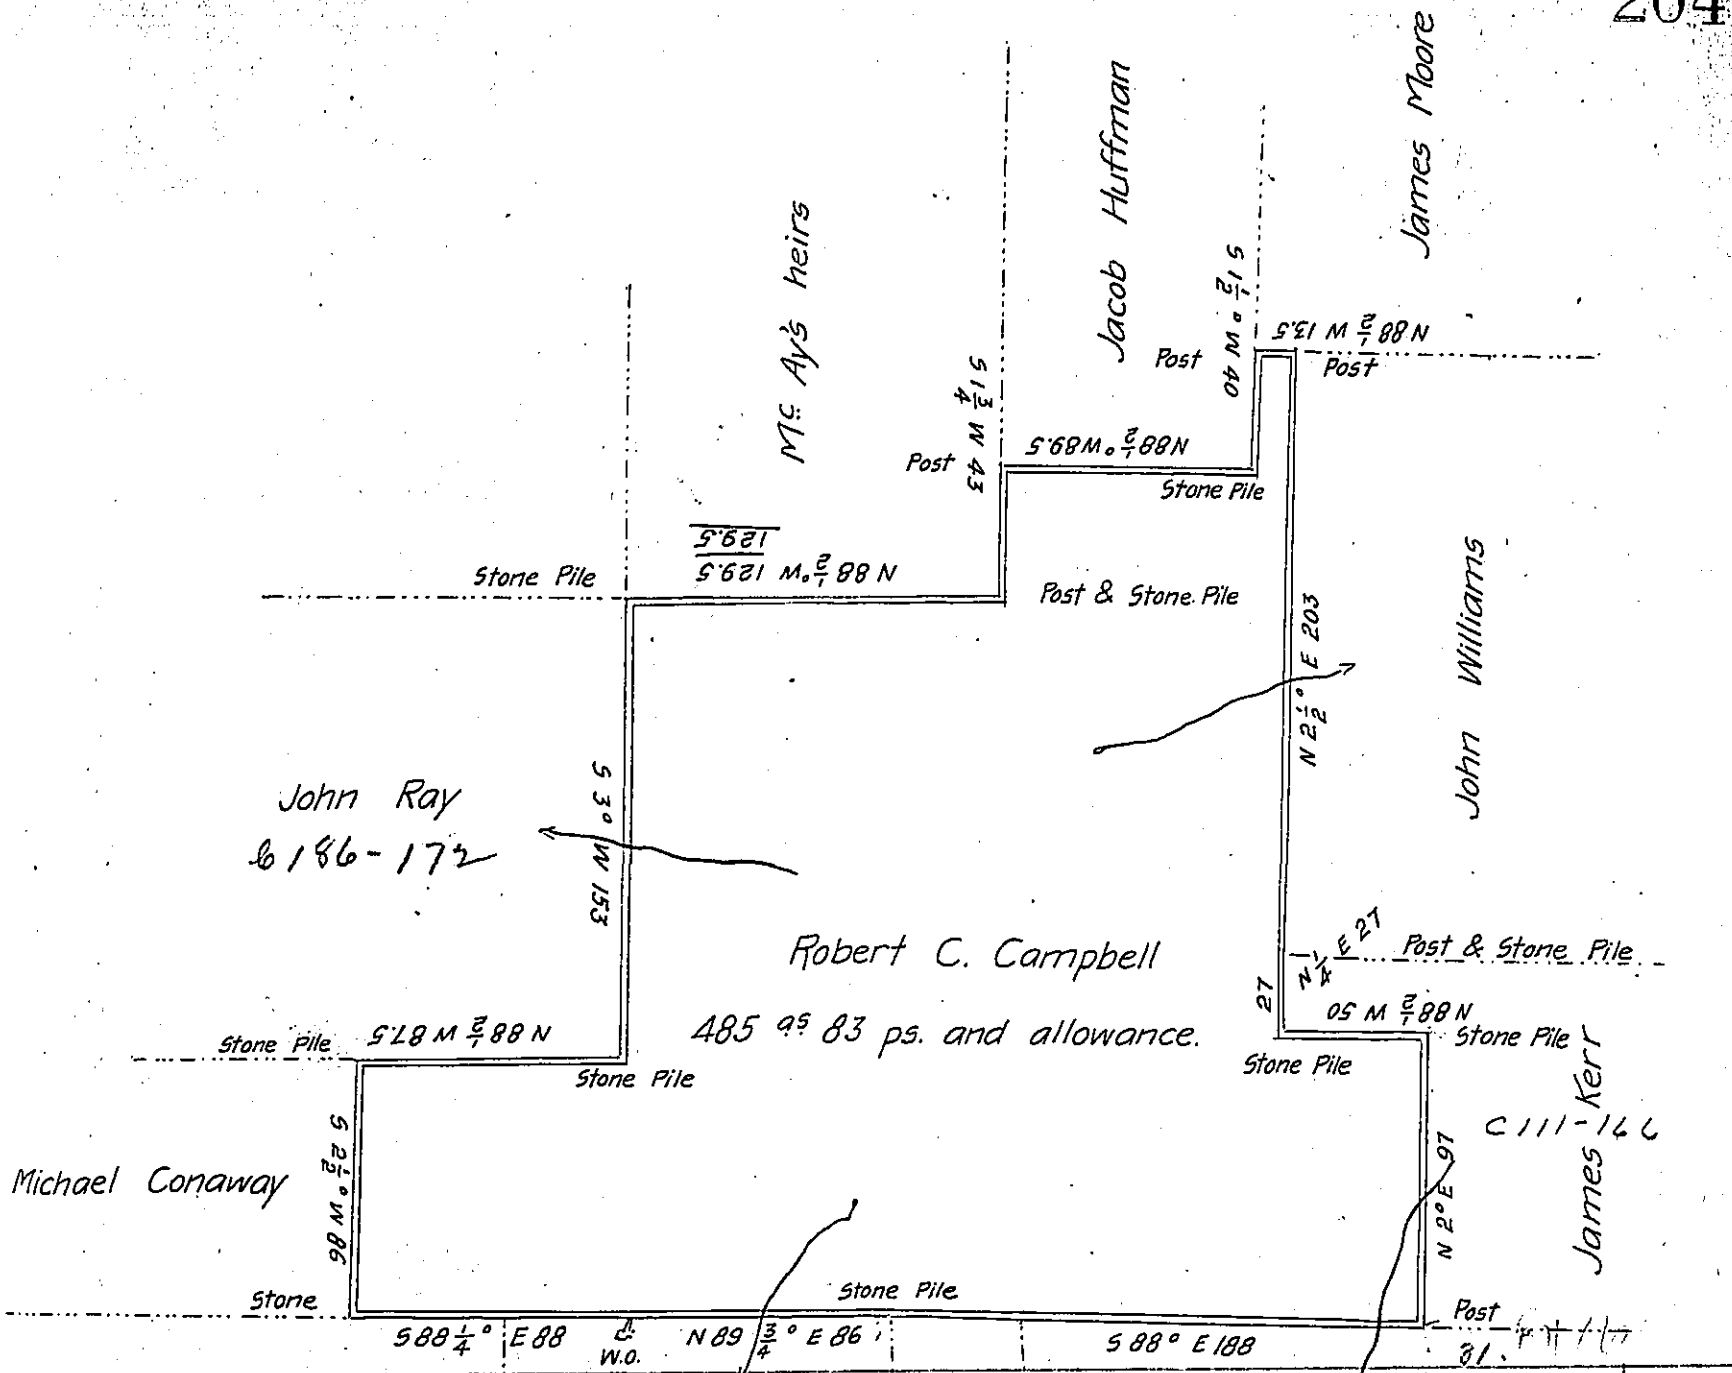 204
James Moore
Jacob Huffman
Mc. Ay's heirs
S 1 1/2° W 40
N 88 1/2 W 13.5
Post
Post
S 1 3/4 W 43
N 88 1/2° W 89.5
Post
Stone Pile
129.5
N 88 1/2° W 129.5
Stone Pile
Post & Stone Pile
N 2 1/2° E 203
John Williams
John Ray
C 186-172
S 3° W 153
Robert C. Campbell
485 as 83 ps. and allowance.
E 27
Post & Stone Pile
27
N 88 1/2 W 50
Stone Pile
Stone Pile
Stone Pile
N 88 1/2 W 87.5
Stone Pile
James Kerr
C 111-166
N 2° E 97
Michael Conaway
S 2 1/2° W 86
Stone
Stone Pile
Post
S 88 1/4° E 88
W.O.
N 89 3/4° E 86
S 88° E 188
31.